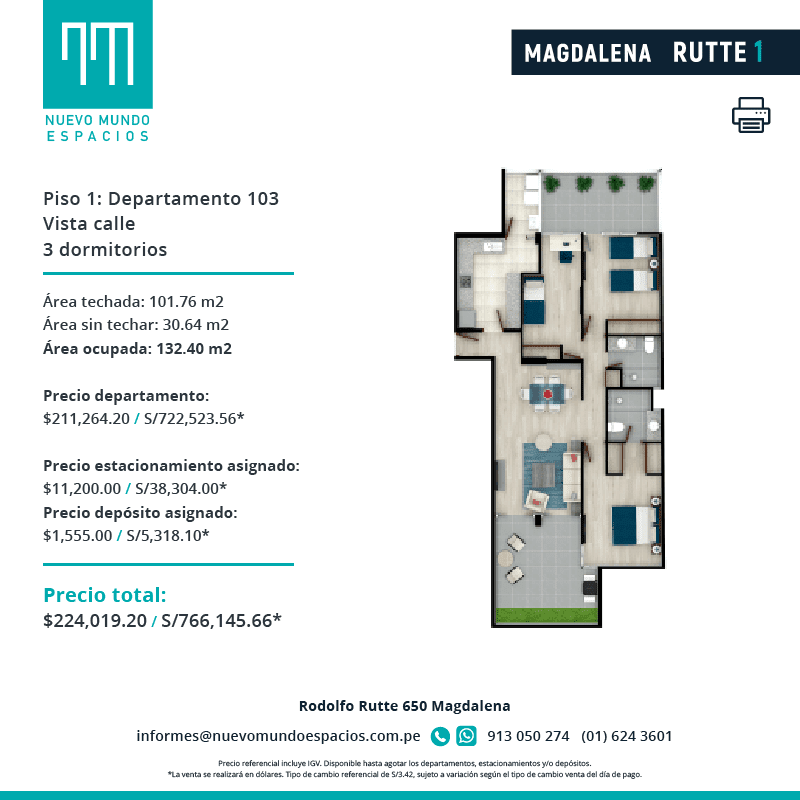 NUEVO MUNDO
ESPACIOS
MAGDALENA RUTTE 1
Piso 1: Departamento 103
Vista calle
3 dormitorios
Área techada: 101.76 m2
Área sin techar: 30.64 m2
Área ocupada: 132.40 m2
Precio departamento:
$211,264.20 / S/722,523.56*
Precio estacionamiento asignado:
$11,200.00 / S/38,304.00*
Precio depósito asignado:
$1,555.00 / S/5,318.10*
Precio total:
$224,019.20 / S/766,145.66*
Rodolfo Rutte 650 Magdalena
informes@nuevomundoespacios.com.pe 913 050 274 (01) 624 3601
Precio referencial incluye IGV. Disponible hasta agotar los departamentos, estacionamientos y/o depósitos.
*La venta se realizará en dólares. Tipo de cambio referencial de S/3.42, sujeto a variación según el tipo de cambio venta del día de pago.